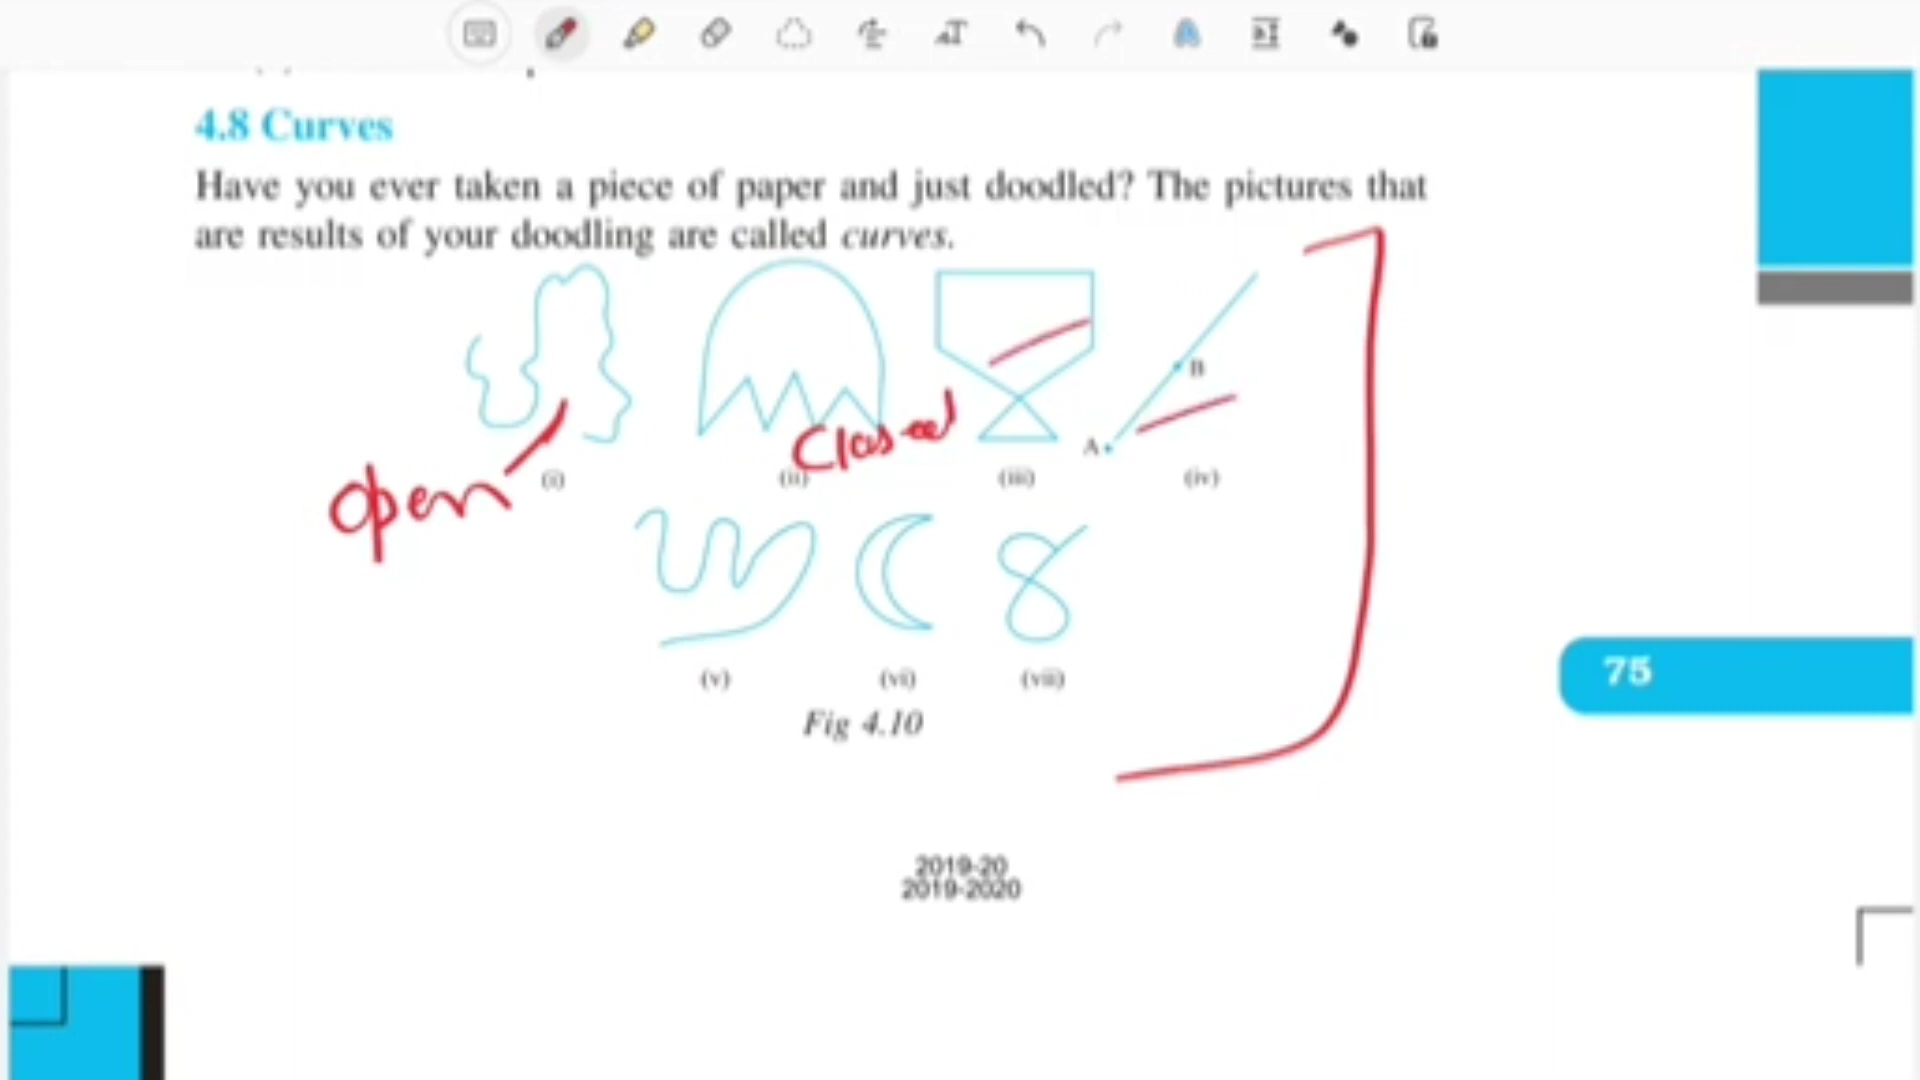 4.8 Curves
Have you ever taken a piece of paper and just doodled? The pictures that
are results of your doodling are called curves.
B
Closed
A
(i) (ii) (iii) (iv)
open
(v) (vi) (vii)
75
Fig 4.10
2019-20
2019-2020